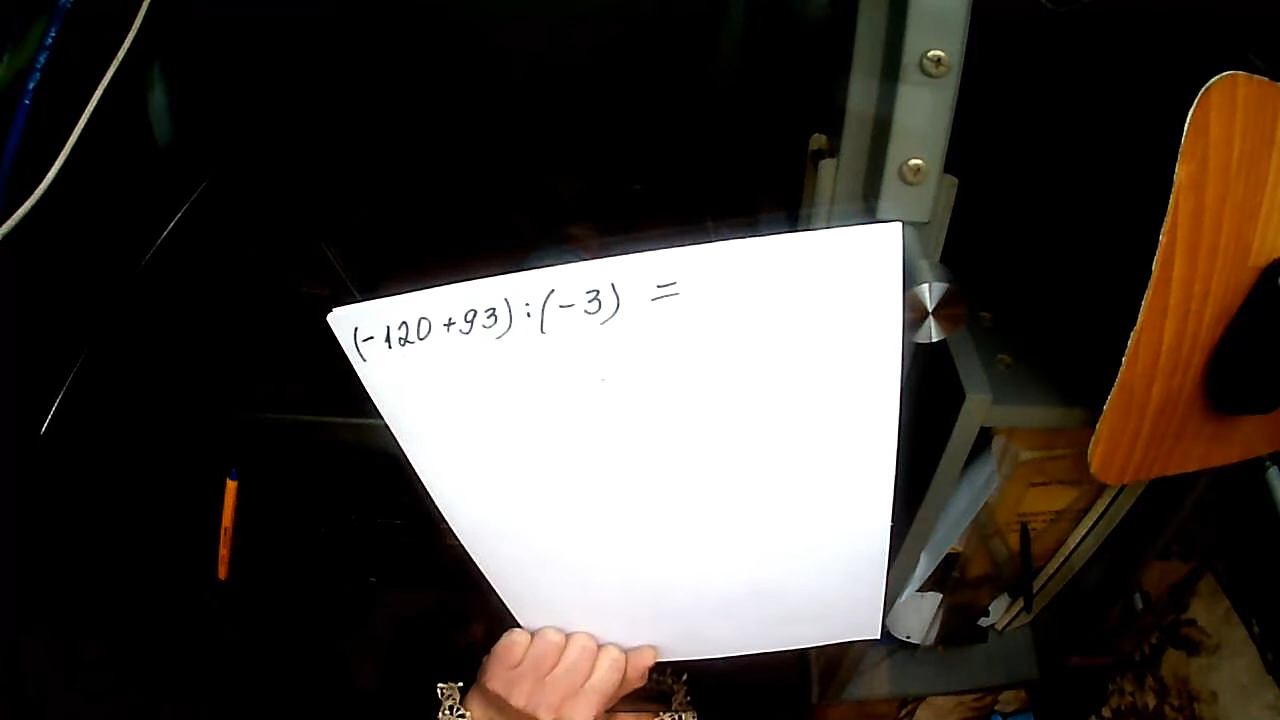 (-120 +93) : (-3) =